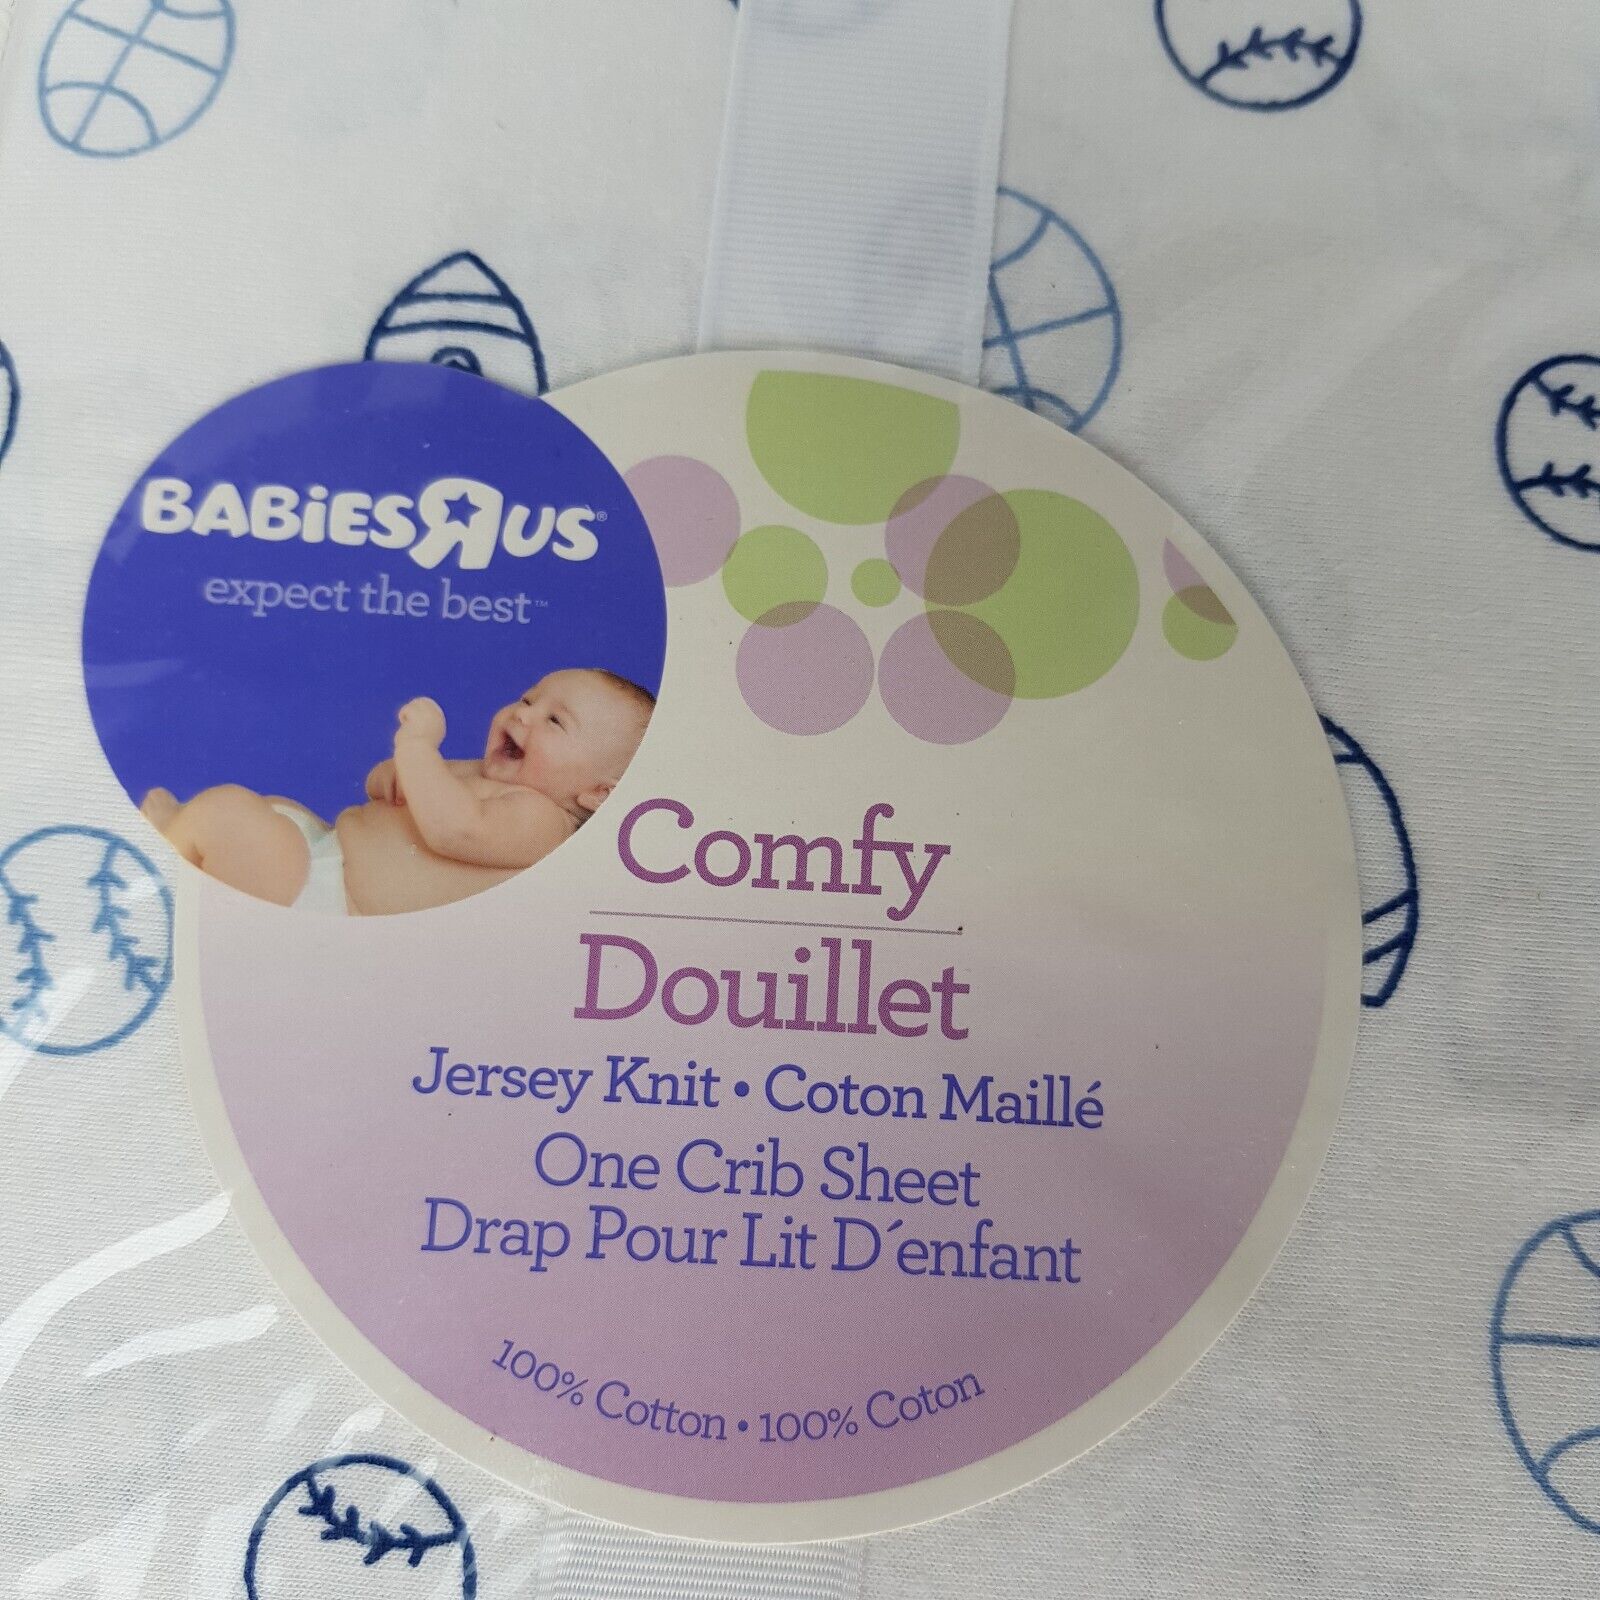 BABiESЯUS®
expect the best™
Comfy
Douillet
Jersey Knit • Coton Maillé
One Crib Sheet
Drap Pour Lit D´enfant
100% Cotton • 100% Coton